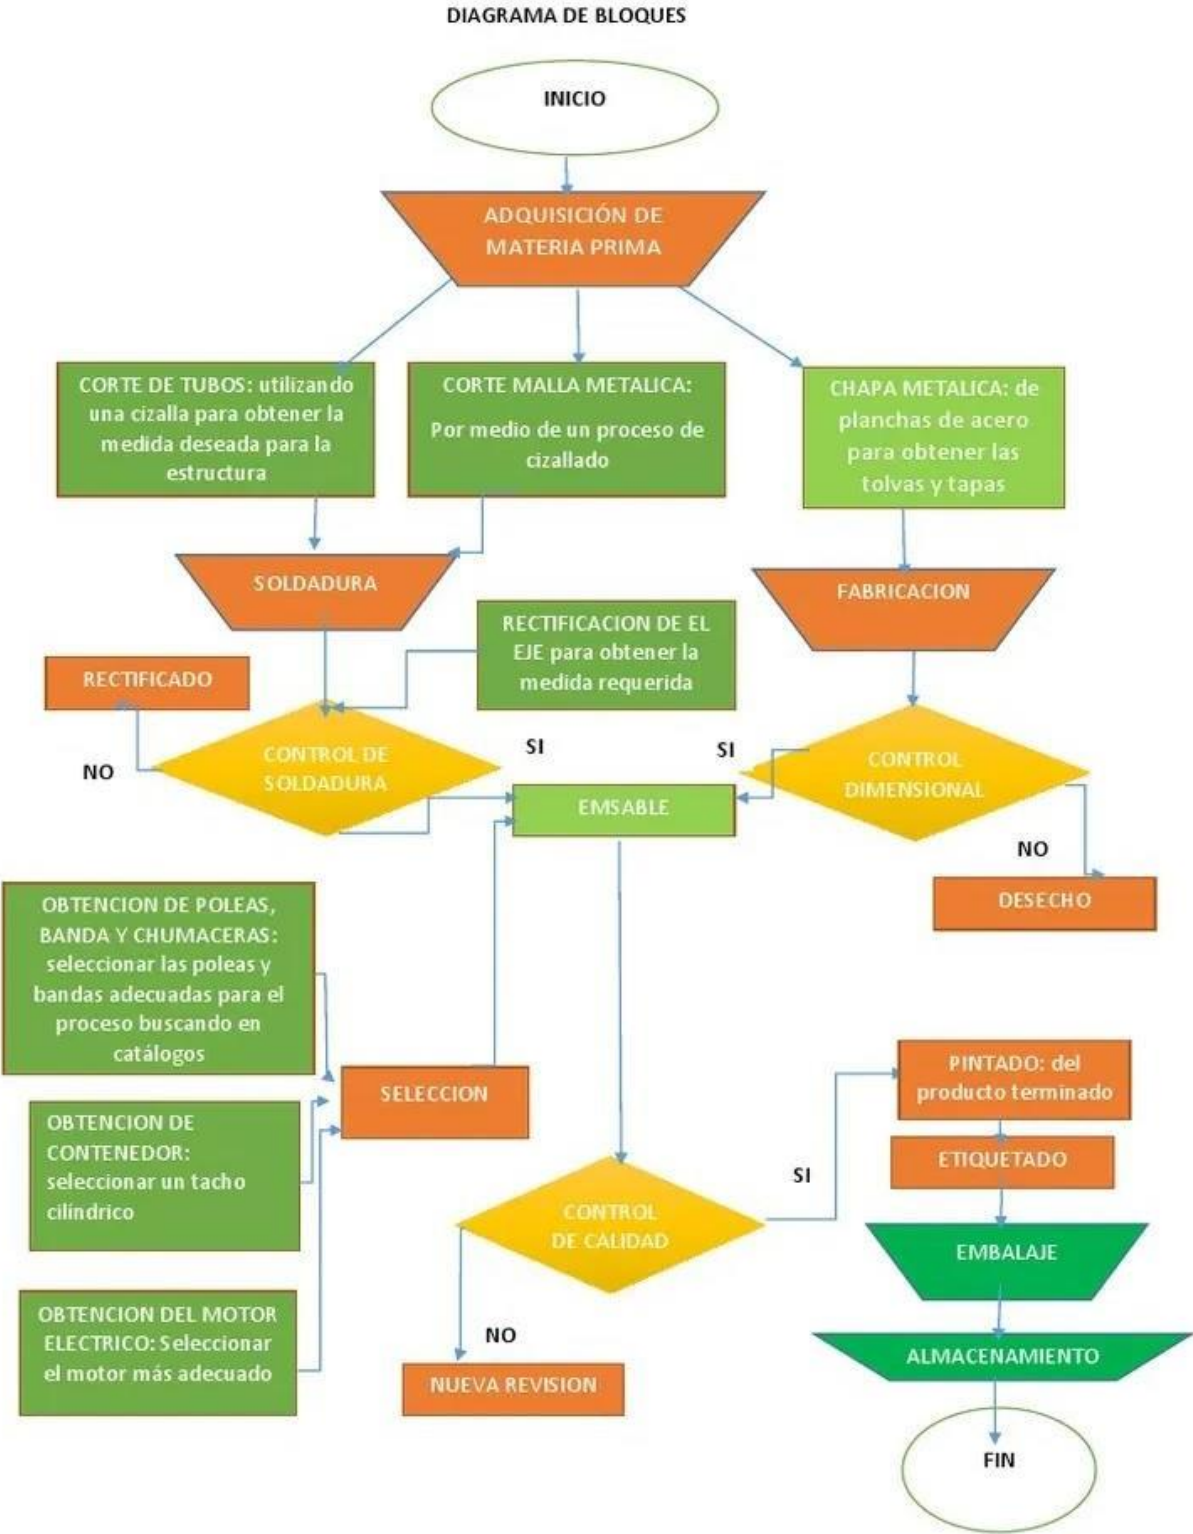 DIAGRAMA DE BLOQUES
INICIO
ADQUISICIÓN DE
MATERIA PRIMA
CORTE DE TUBOS: utilizando
una cizalla para obtener la
medida deseada para la
estructura
CORTE MALLA METALICA:
Por medio de un proceso de
cizallado
CHAPA METALICA: de
planchas de acero
para obtener las
tolvas y tapas
SOLDADURA
FABRICACION
RECTIFICACION DE EL
EJE para obtener la
medida requerida
RECTIFICADO
CONTROL DE
SOLDADURA
NO
SI
SI
CONTROL
DIMENSIONAL
EMSABLE
NO
DESECHO
OBTENCION DE POLEAS,
BANDA Y CHUMACERAS:
seleccionar las poleas y
bandas adecuadas para el
proceso buscando en
catálogos
SELECCION
OBTENCION DE
CONTENEDOR:
seleccionar un tacho
cilíndrico
OBTENCION DEL MOTOR
ELECTRICO: Seleccionar
el motor más adecuado
CONTROL
DE CALIDAD
SI
NO
NUEVA REVISION
PINTADO: del
producto terminado
ETIQUETADO
EMBALAJE
ALMACENAMIENTO
FIN